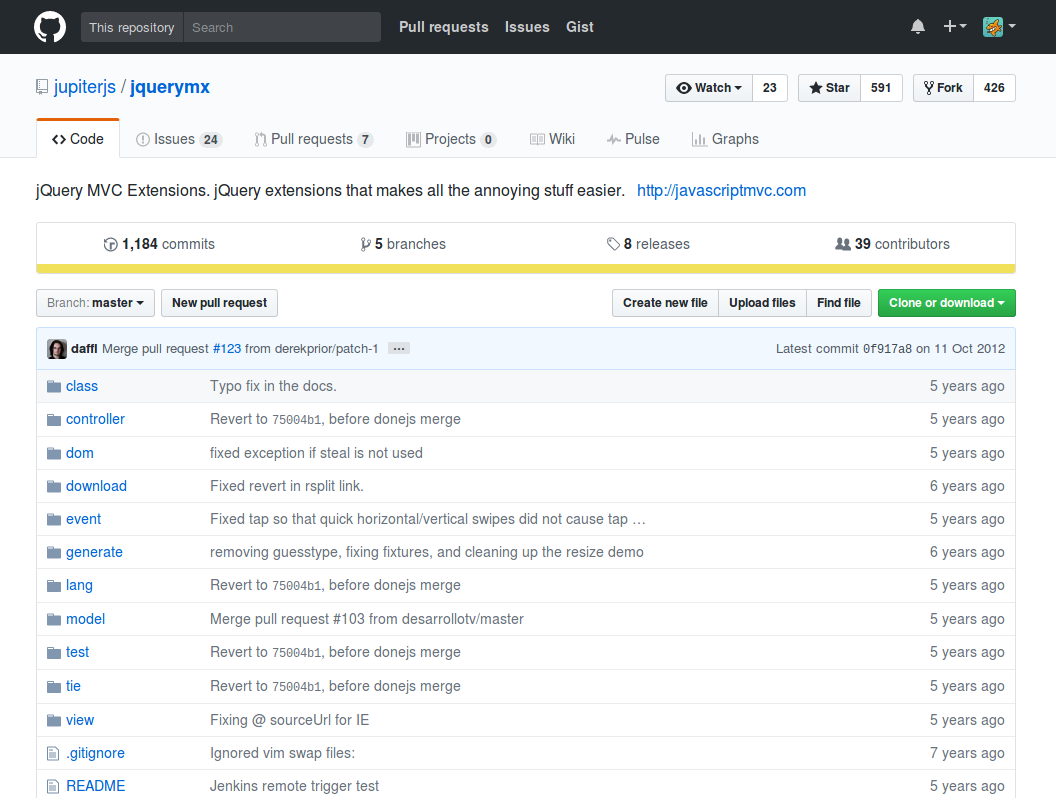 This repository Search Pull requests Issues Gist
jupiterjs / jquerymx Watch 23 Star 591 Fork 426
Code Issues 24 Pull requests 7 Projects 0 Wiki Pulse Graphs
jQuery MVC Extensions. jQuery extensions that makes all the annoying stuff easier. http://javascriptmvc.com
1,184 commits 5 branches 8 releases 39 contributors
Branch: master New pull request Create new file Upload files Find file Clone or download
daffl Merge pull request #123 from derekprior/patch-1 … Latest commit 0f917a8 on 11 Oct 2012
class Typo fix in the docs. 5 years ago
controller Revert to 75004b1, before donejs merge 5 years ago
dom fixed exception if steal is not used 5 years ago
download Fixed revert in rsplit link. 6 years ago
event Fixed tap so that quick horizontal/vertical swipes did not cause tap … 5 years ago
generate removing guesstype, fixing fixtures, and cleaning up the resize demo 6 years ago
lang Revert to 75004b1, before donejs merge 5 years ago
model Merge pull request #103 from desarrollotv/master 5 years ago
test Revert to 75004b1, before donejs merge 5 years ago
tie Revert to 75004b1, before donejs merge 5 years ago
view Fixing @ sourceUrl for IE 5 years ago
.gitignore Ignored vim swap files: 7 years ago
README Jenkins remote trigger test 5 years ago